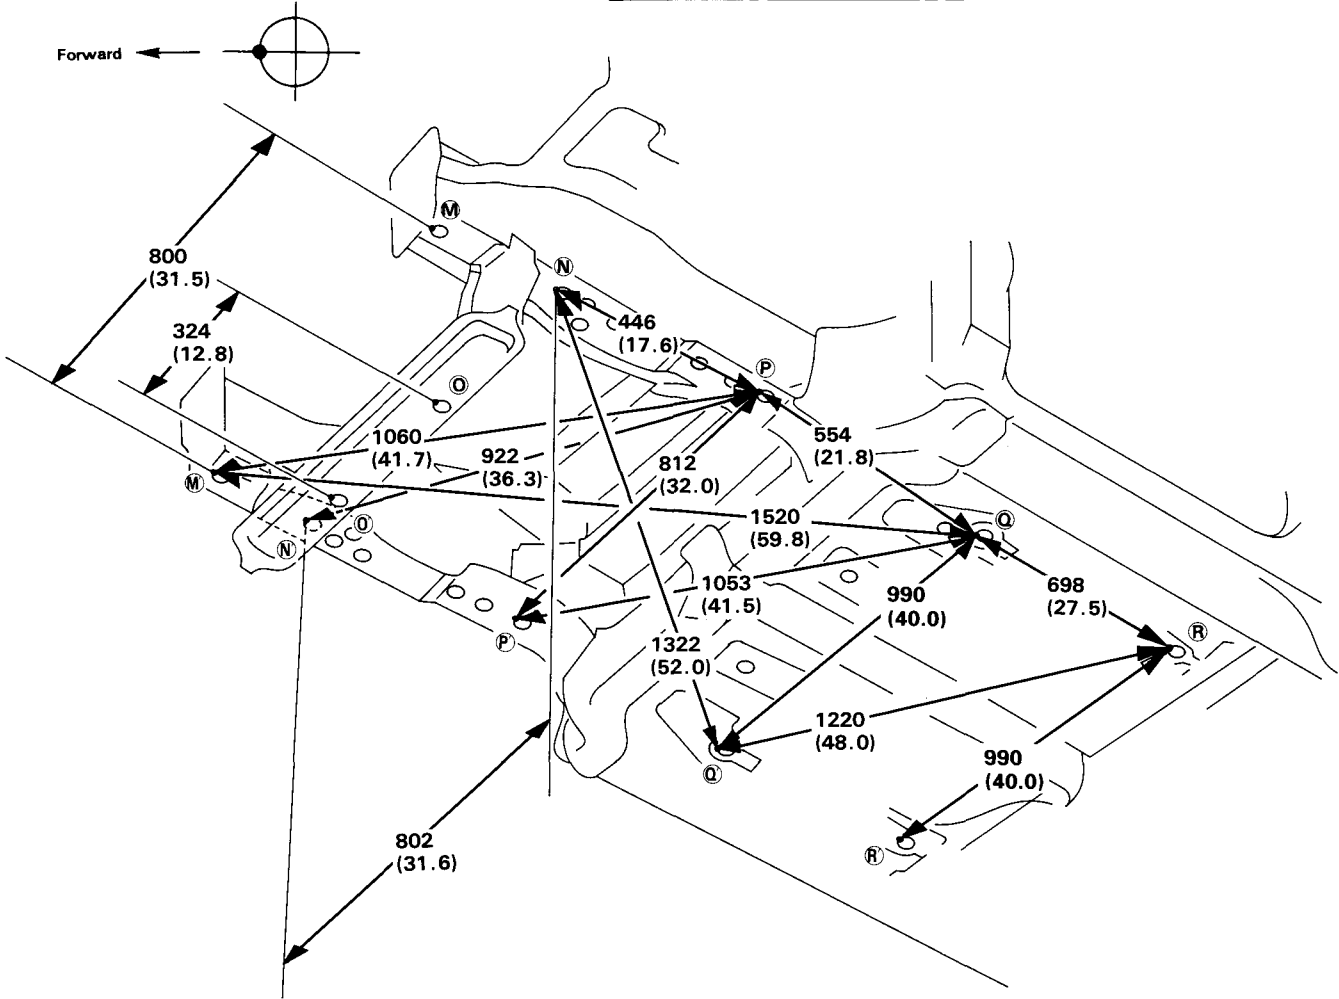 Forward
M
800
(31.5)
N
324
(12.8)
446
(17.6)
P
O
1060
(41.7)
922
(36.3)
812
(32.0)
554
(21.8)
M'
O'
N'
1520
(59.8)
Q
1053
(41.5)
990
(40.0)
698
(27.5)
P'
1322
(52.0)
R
1220
(48.0)
Q'
990
(40.0)
802
(31.6)
R'